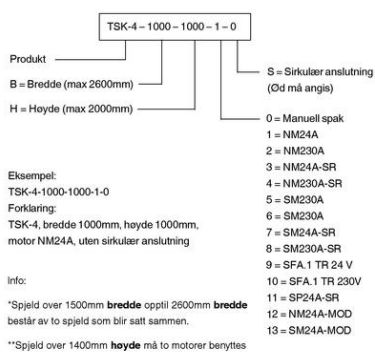 TSK-4-1000-1000-1-0
Produkt
B = Bredde (max 2600mm)
H = Høyde (max 2000mm)
S = Sirkulær anslutning
(Ød må angis)
0 = Manuell spak
1 = NM24A
2 = NM230A
3 = NM24A-SR
4 = NM230A-SR
5 = SM230A
6 = SM230A
7 = SM24A-SR
8 = SM230A-SR
9 = SFA.1 TR 24 V
10 = SFA.1 TR 230V
11 = SP24A-SR
12 = NM24A-MOD
13 = SM24A-MOD
Eksempel:
TSK-4-1000-1000-1-0
Forklaring:
TSK-4, bredde 1000mm, høyde 1000mm,
motor NM24A, uten sirkulær anslutning
Info:
*Spjeld over 1500mm bredde opptil 2600mm bredde
består av to spjeld som blir satt sammen.
**Spjeld over 1400mm høyde må to motorer benyttes